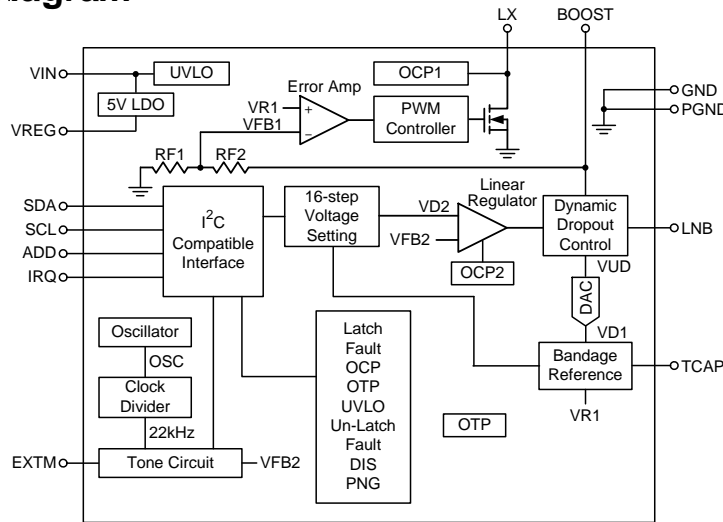 LX
BOOST
VIN
UVLO
5V LDO
VREG
Error Amp
OCP1
VR1
+
VFB1
−
PWM
Controller
GND
PGND
RF1
RF2
SDA
SCL
ADD
IRQ
I²C
Compatible
Interface
16-step
Voltage
Setting
VD2
VFB2
Linear
Regulator
OCP2
Dynamic
Dropout
Control
LNB
VUD
DAC
VD1
Bandage
Reference
TCAP
VR1
Oscillator
OSC
Clock
Divider
22kHz
EXTM
Tone Circuit
VFB2
Latch
Fault
OCP
OTP
UVLO
Un-Latch
Fault
DIS
PNG
OTP